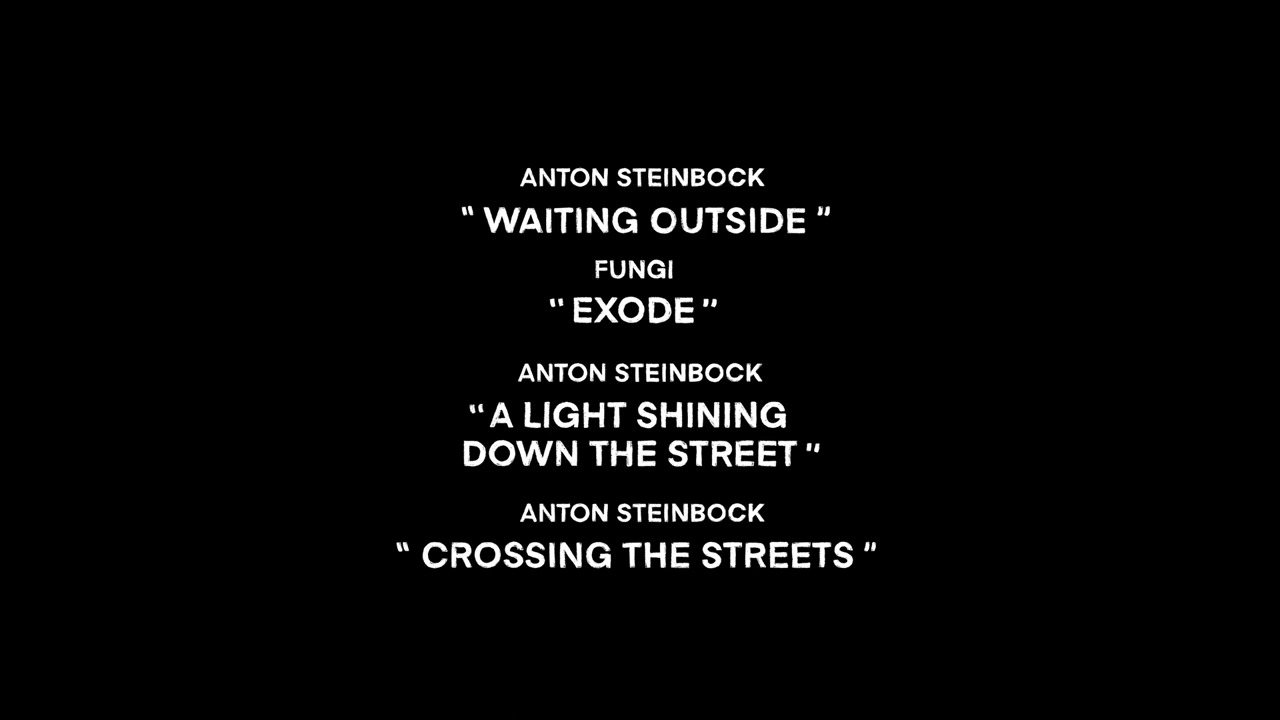 ANTON STEINBOCK
“ WAITING OUTSIDE ”
FUNGI
“ EXODE ”
ANTON STEINBOCK
“ A LIGHT SHINING
DOWN THE STREET ”
ANTON STEINBOCK
“ CROSSING THE STREETS ”